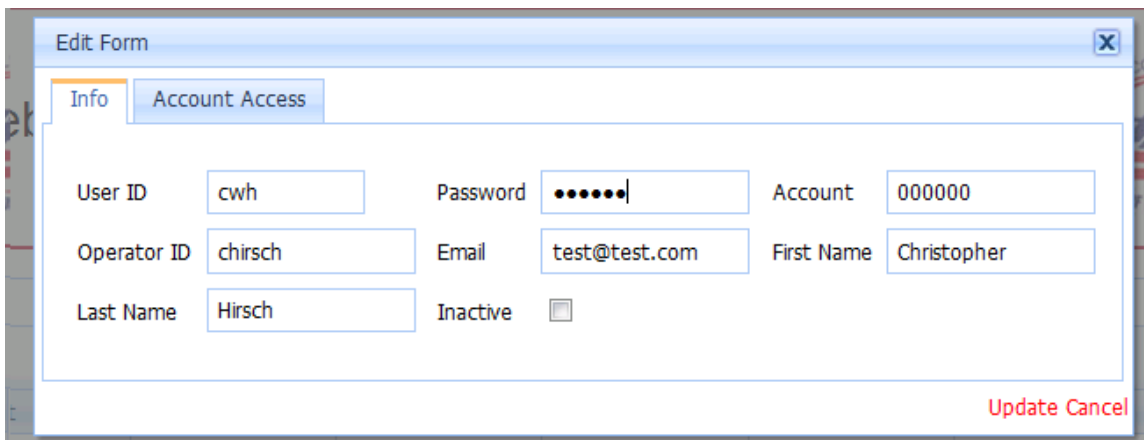 Edit Form
Info Account Access
User ID cwh Password •••••• Account 000000
Operator ID chirsch Email test@test.com First Name Christopher
Last Name Hirsch Inactive
Update Cancel